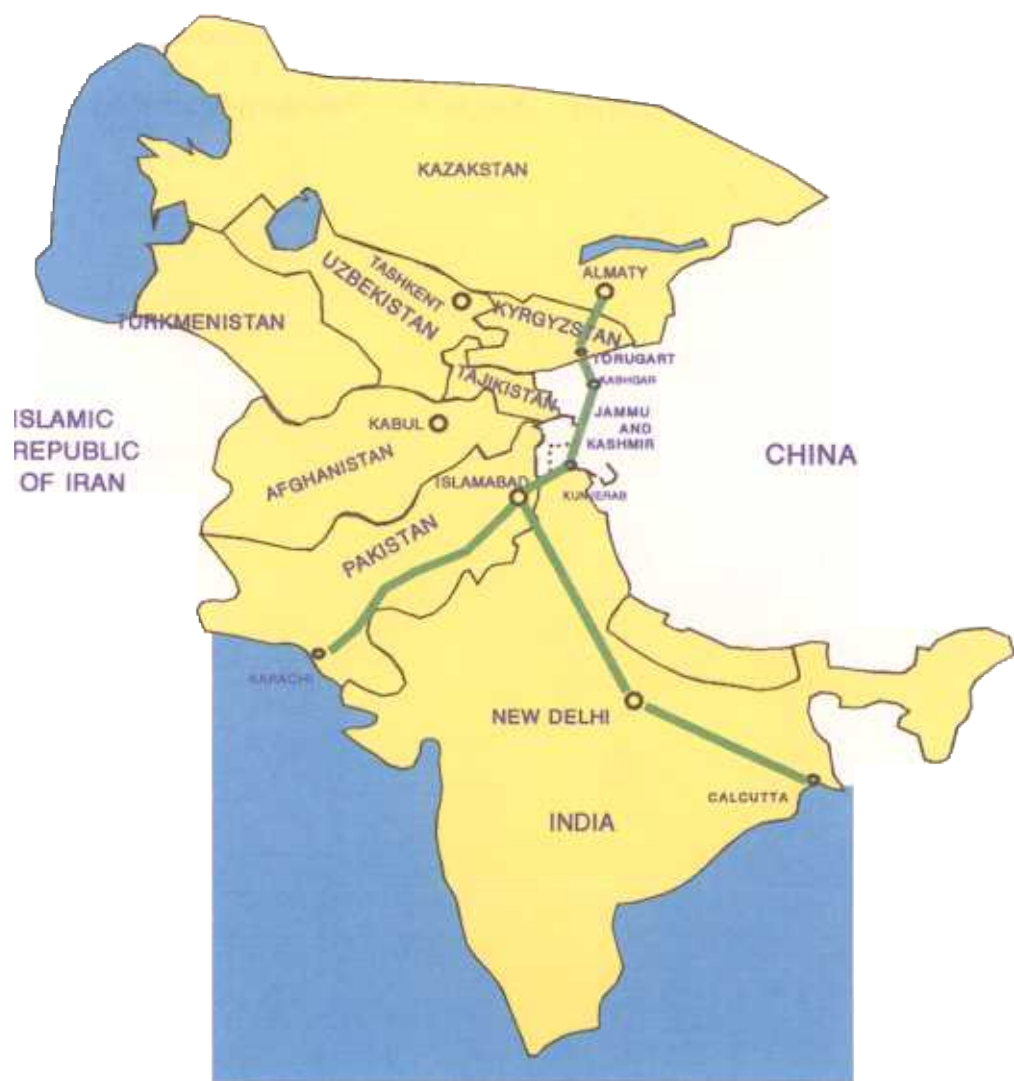 KAZAKSTAN
ALMATY
UZBEKISTAN
TASHKENT
KYRGYZSTAN
TURKMENISTAN
TORUGART
KASHGAR
TAJIKISTAN
ISLAMIC
REPUBLIC
OF IRAN
KABUL
JAMMU
AND
KASHMIR
CHINA
AFGHANISTAN
ISLAMABAD
KUNJERAB
PAKISTAN
KARACHI
NEW DELHI
CALCUTTA
INDIA